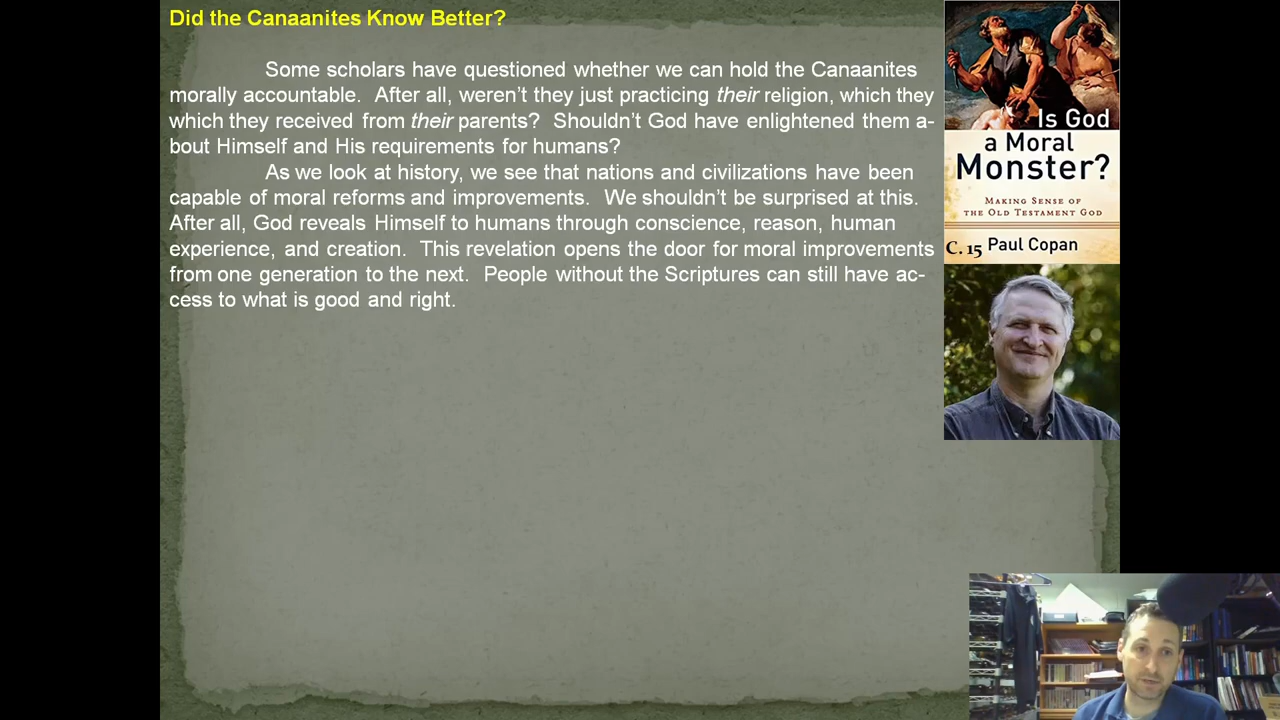 Did the Canaanites Know Better?
Some scholars have questioned whether we can hold the Canaanites
morally accountable. After all, weren't they just practicing their religion, which they
which they received from their parents? Shouldn't God have enlightened them a-
bout Himself and His requirements for humans?
As we look at history, we see that nations and civilizations have been
capable of moral reforms and improvements. We shouldn't be surprised at this.
After all, God reveals Himself to humans through conscience, reason, human
experience, and creation. This revelation opens the door for moral improvements
from one generation to the next. People without the Scriptures can still have ac-
cess to what is good and right.
Is God
a Moral
Monster?
Making Sense of
the Old Testament God
C. 15 Paul Copan